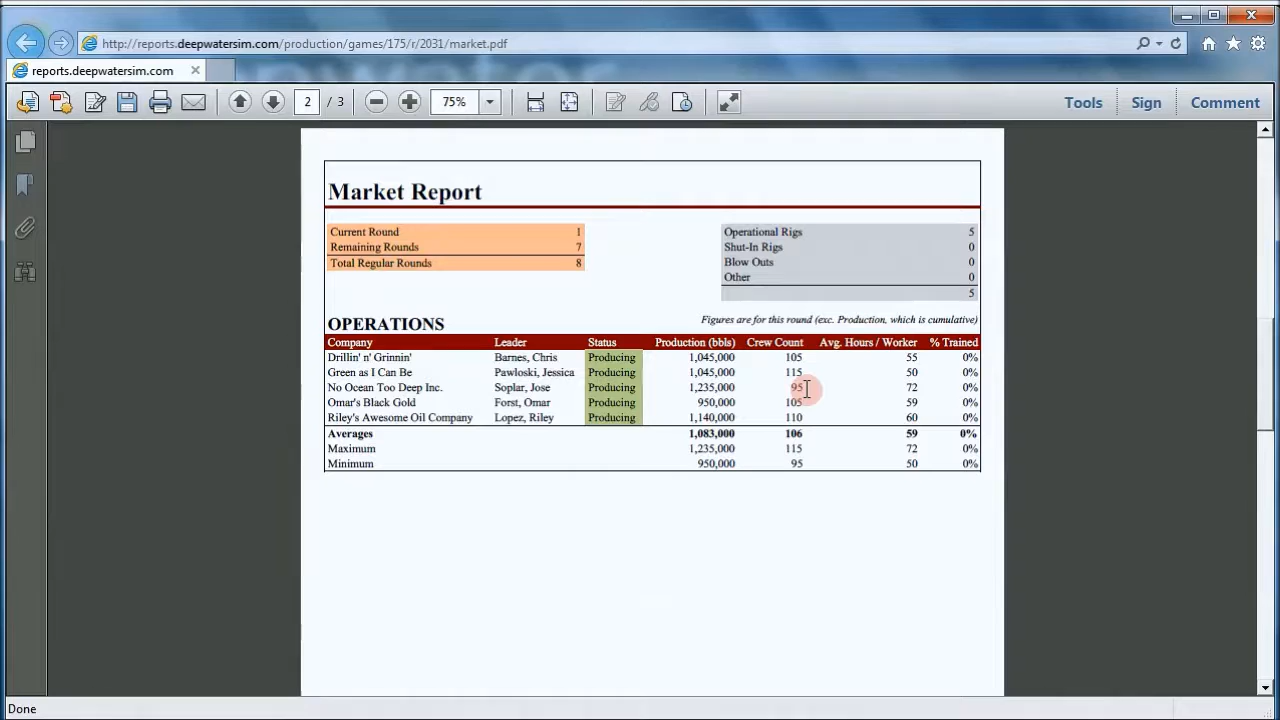 http://reports.deepwatersim.com/production/games/175/r/2031/market.pdf
reports.deepwatersim.com
2 / 3 75% Tools Sign Comment
Market Report
Current Round 1 Operational Rigs 5
Remaining Rounds 7 Shut-In Rigs 0
Total Regular Rounds 8 Blow Outs 0
Other 0
5
OPERATIONS Figures are for this round (exc. Production, which is cumulative)
Company Leader Status Production (bbls) Crew Count Avg. Hours / Worker % Trained
Drillin' n' Grinnin' Barnes, Chris Producing 1,045,000 105 55 0%
Green as I Can Be Pawloski, Jessica Producing 1,045,000 115 50 0%
No Ocean Too Deep Inc. Soplar, Jose Producing 1,235,000 95 72 0%
Omar's Black Gold Forst, Omar Producing 950,000 105 59 0%
Riley's Awesome Oil Company Lopez, Riley Producing 1,140,000 110 60 0%
Averages 1,083,000 106 59 0%
Maximum 1,235,000 115 72 0%
Minimum 950,000 95 50 0%
Done